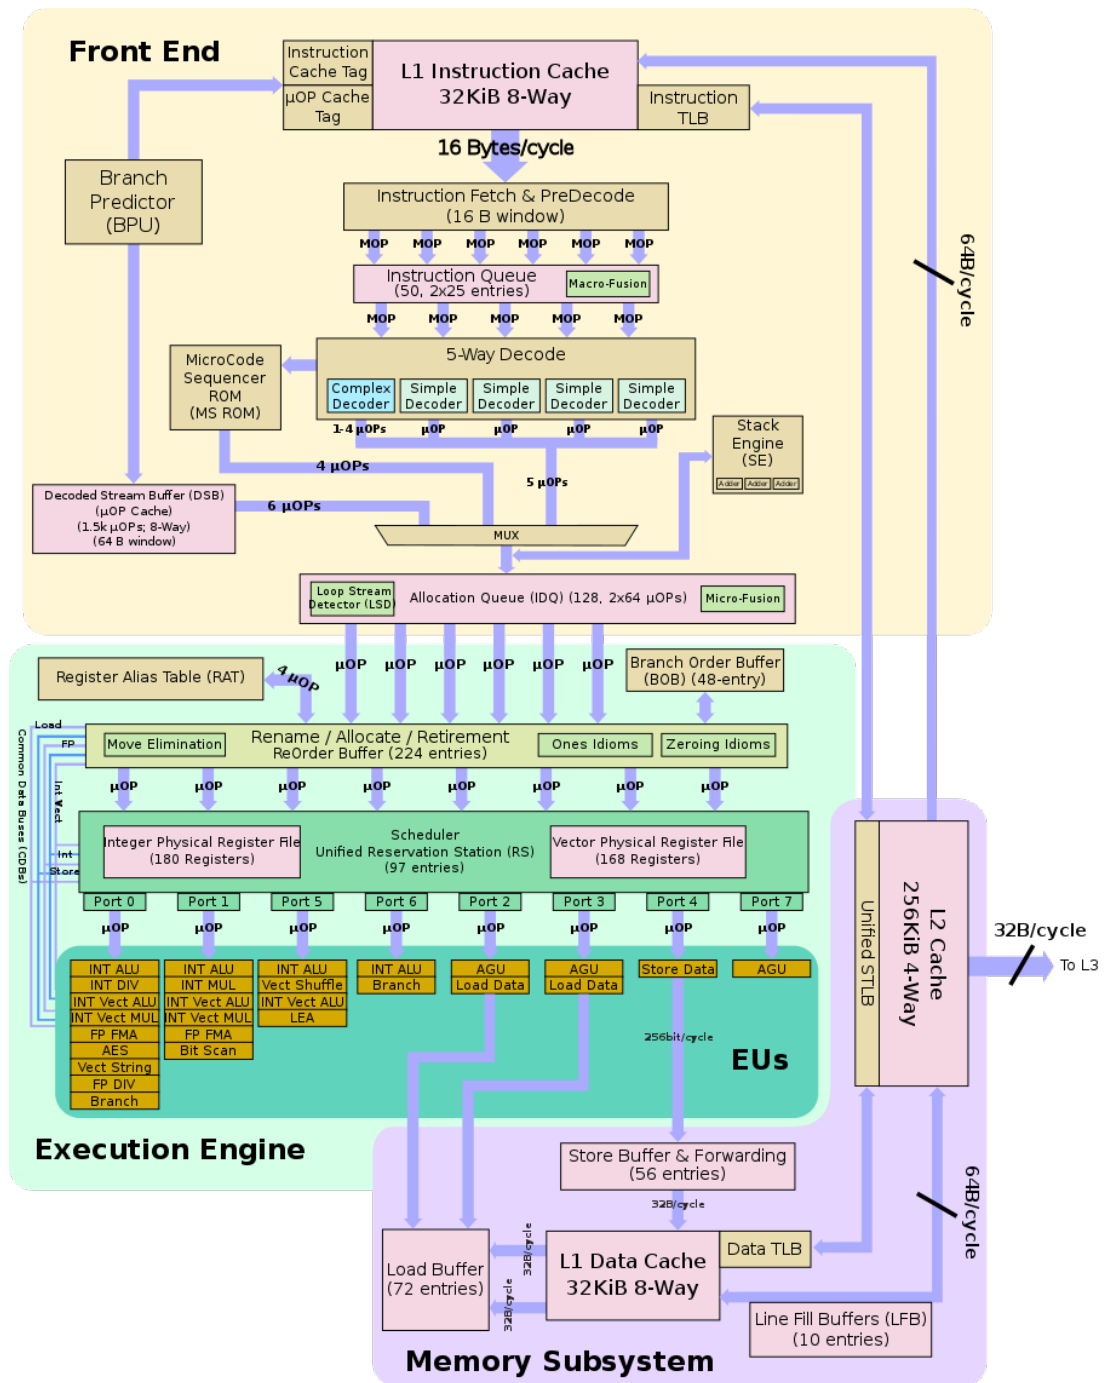 Front End
Instruction
Cache Tag
µOP Cache
Tag
L1 Instruction Cache
32KiB 8-Way
Instruction
TLB
16 Bytes/cycle
Branch
Predictor
(BPU)
Instruction Fetch & PreDecode
(16 B window)
MOP MOP MOP MOP MOP MOP
Instruction Queue
(50, 2x25 entries)
Macro-Fusion
MOP MOP MOP MOP MOP
64B/cycle
MicroCode
Sequencer
ROM
(MS ROM)
5-Way Decode
Complex
Decoder
Simple
Decoder
Simple
Decoder
Simple
Decoder
Simple
Decoder
1-4 µOPs µOP µOP µOP µOP
Stack
Engine
(SE)
Adder Adder Adder
4 µOPs
5 µOPs
Decoded Stream Buffer (DSB)
(µOP Cache)
(1.5k µOPs; 8-Way)
(64 B window)
6 µOPs
MUX
Loop Stream
Detector (LSD)
Allocation Queue (IDQ) (128, 2x64 µOPs)
Micro-Fusion
µOP µOP µOP µOP µOP µOP
Register Alias Table (RAT)
4 µOP
Branch Order Buffer
(BOB) (48-entry)
Load
FP
Common Data Buses (CDBs)
Int Vect
Int
Store
Move Elimination
Rename / Allocate / Retirement
ReOrder Buffer (224 entries)
Ones Idioms
Zeroing Idioms
µOP µOP µOP µOP µOP µOP µOP µOP
Integer Physical Register File
(180 Registers)
Scheduler
Unified Reservation Station (RS)
(97 entries)
Vector Physical Register File
(168 Registers)
Port 0 Port 1 Port 5 Port 6 Port 2 Port 3 Port 4 Port 7
µOP µOP µOP µOP µOP µOP µOP µOP
INT ALU
INT DIV
INT Vect ALU
INT Vect MUL
FP FMA
AES
Vect String
FP DIV
Branch
INT ALU
INT MUL
INT Vect ALU
INT Vect MUL
FP FMA
Bit Scan
INT ALU
Vect Shuffle
INT Vect ALU
LEA
INT ALU
Branch
AGU
Load Data
AGU
Load Data
Store Data
AGU
256bit/cycle
EUs
Execution Engine
Unified STLB
L2 Cache
256KiB 4-Way
32B/cycle
To L3
Store Buffer & Forwarding
(56 entries)
32B/cycle
64B/cycle
Load Buffer
(72 entries)
32B/cycle
32B/cycle
L1 Data Cache
32KiB 8-Way
Data TLB
Line Fill Buffers (LFB)
(10 entries)
Memory Subsystem